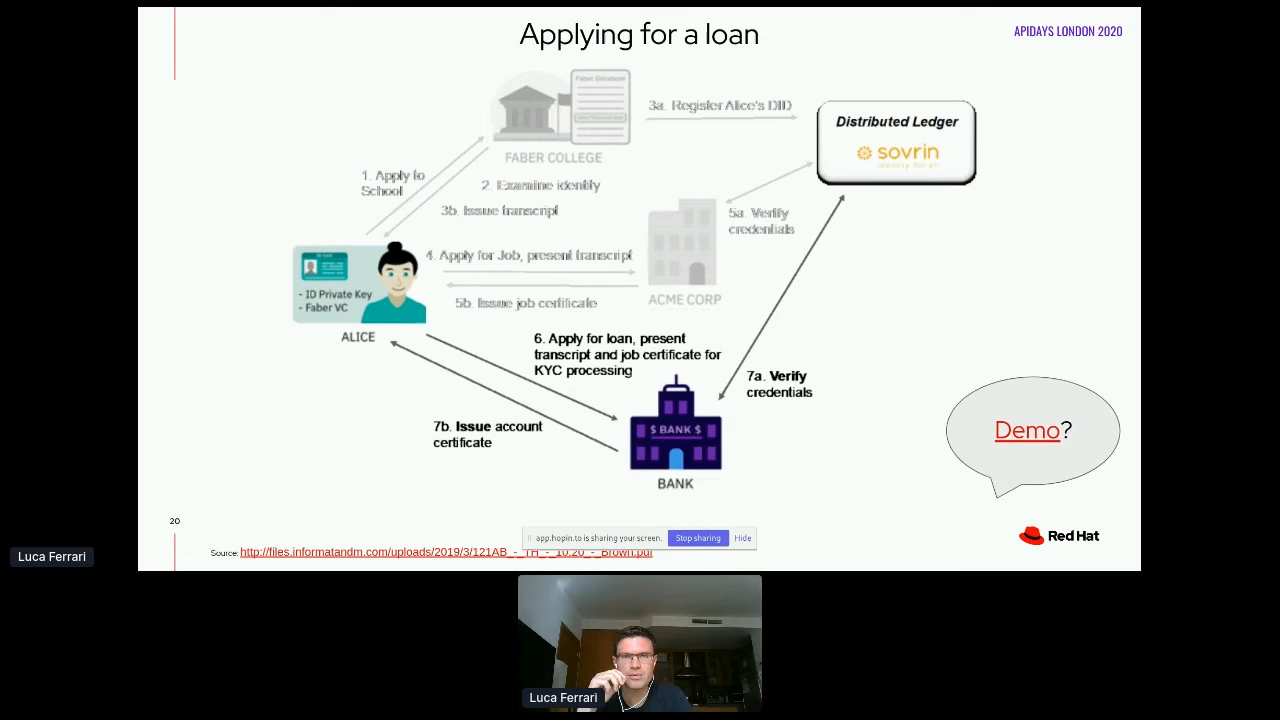 Applying for a loan
APIDAYS LONDON 2020
Faber Database
3a. Register Alice's DID
Distributed Ledger
sovrin
identity for all
FABER COLLEGE
1. Apply to
School
2. Examine identify
3b. Issue transcript
5a. Verify
credentials
4. Apply for Job, present transcript
- ID Private Key
- Faber VC
5b. Issue job certificate
ACME CORP
ALICE
6. Apply for loan, present
transcript and job certificate for
KYC processing
7a. Verify
credentials
7b. Issue account
certificate
$ BANK $
BANK
Demo?
20
app.hopin.to is sharing your screen.
Stop sharing
Hide
Source: http://files.informatandm.com/uploads/2019/3/121AB_-_TH_-_10.20_-_Brown.pdf
Red Hat
Luca Ferrari
Luca Ferrari